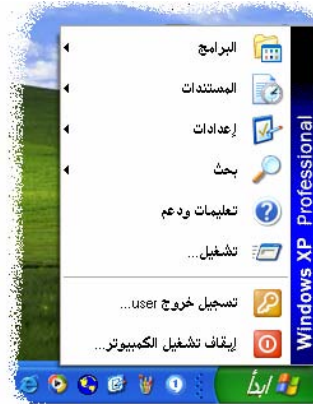 البرامج
المستندات
إعدادات
بحث
تعليمات ودعم
تشغيل...
تسجيل خروج user...
إيقاف تشغيل الكمبيوتر...
Windows XP Professional
ابدأ